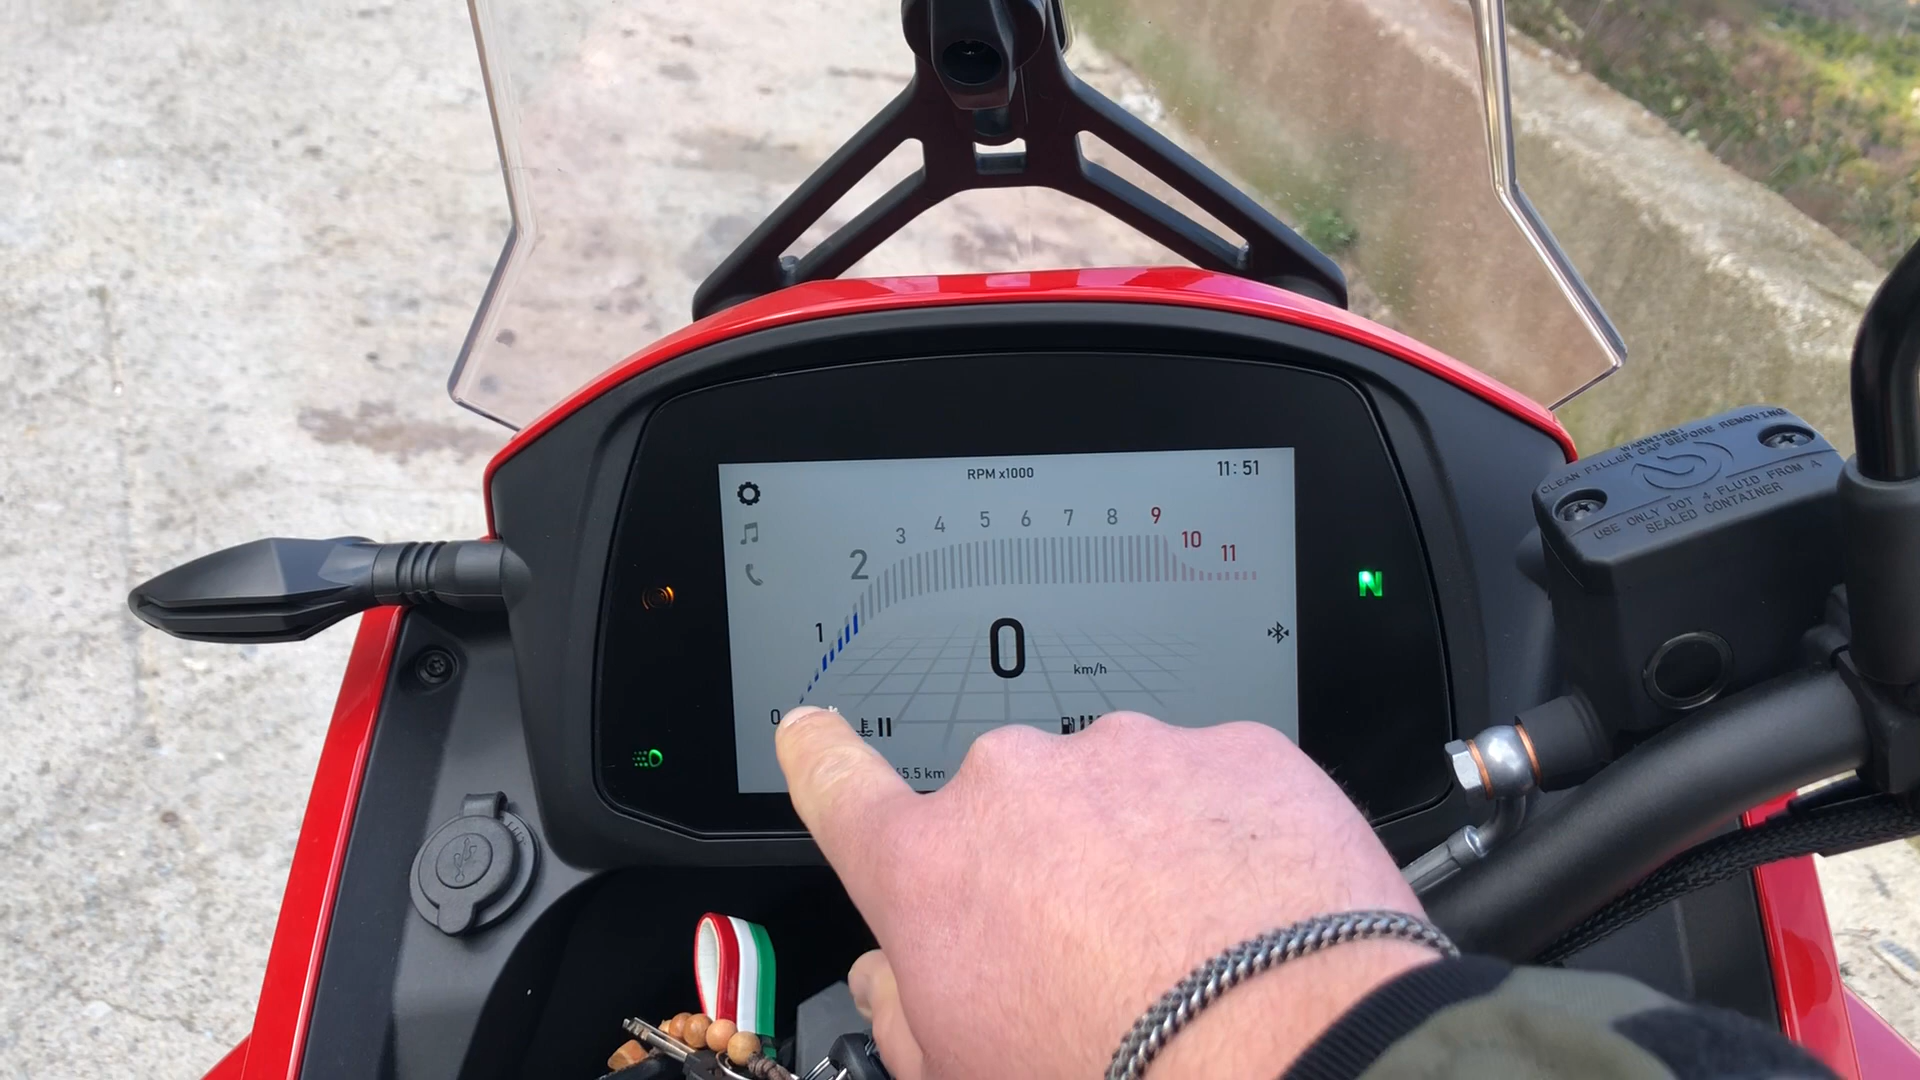 RPM x1000
11:51
0
1
2
3
4
5
6
7
8
9
10
11
0
km/h
5.5 km
N
WARNING:
CLEAN FILLER CAP BEFORE REMOVING
USE ONLY DOT 4 FLUID FROM A
SEALED CONTAINER